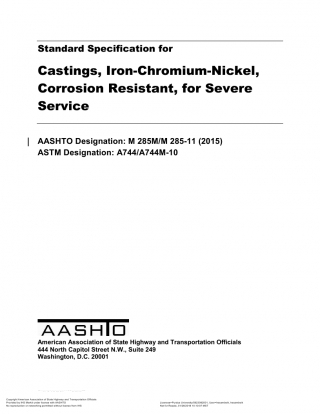 Standard Specification for
Castings, Iron-Chromium-Nickel,
Corrosion Resistant, for Severe
Service
AASHTO Designation: M 285M/M 285-11 (2015)
ASTM Designation: A744/A744M-10
AASHTO
American Association of State Highway and Transportation Officials
444 North Capitol Street N.W., Suite 249
Washington, D.C. 20001